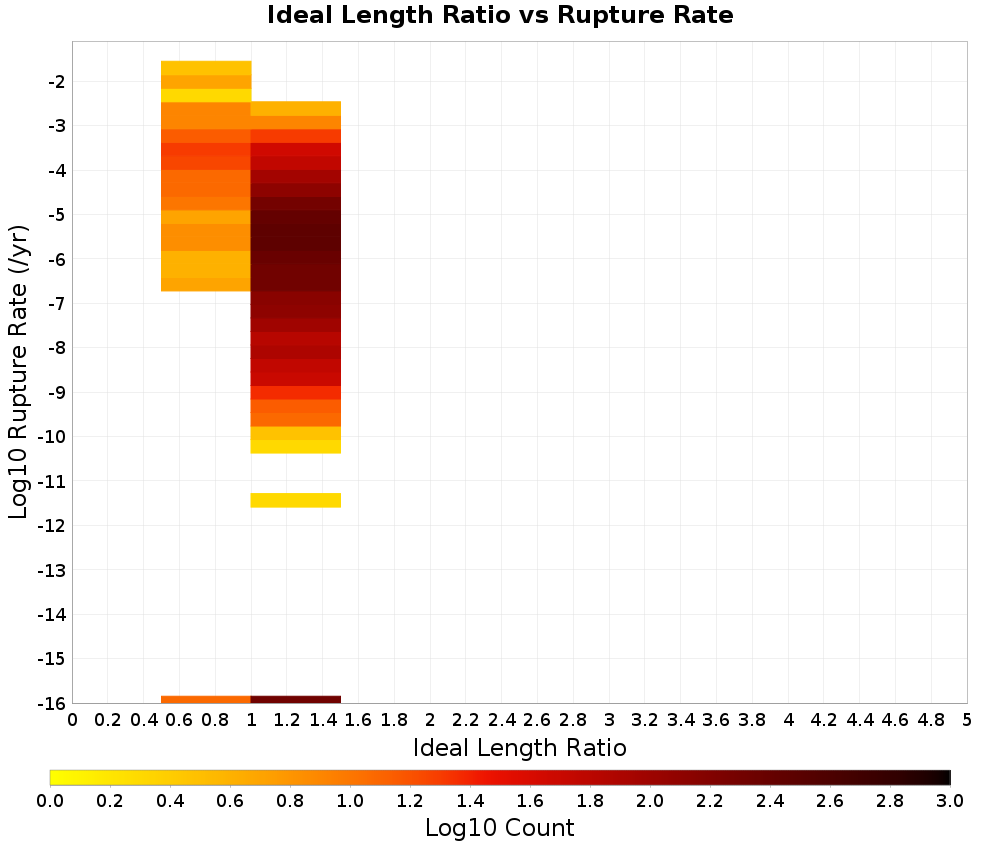 Ideal Length Ratio vs Rupture Rate
Log10 Rupture Rate (/yr)
-2
-3
-4
-5
-6
-7
-8
-9
-10
-11
-12
-13
-14
-15
-16
0 0.2 0.4 0.6 0.8 1 1.2 1.4 1.6 1.8 2 2.2 2.4 2.6 2.8 3 3.2 3.4 3.6 3.8 4 4.2 4.4 4.6 4.8 5
Ideal Length Ratio
0.0 0.2 0.4 0.6 0.8 1.0 1.2 1.4 1.6 1.8 2.0 2.2 2.4 2.6 2.8 3.0
Log10 Count